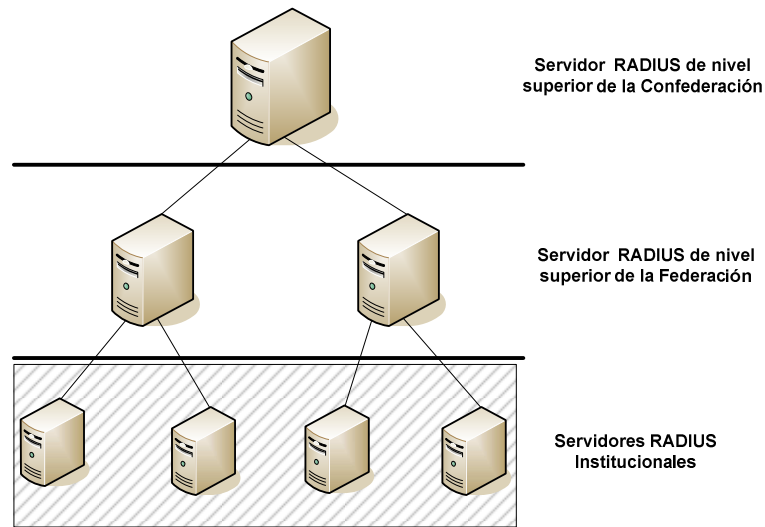 Servidor RADIUS de nivel
superior de la Confederación
Servidor RADIUS de nivel
superior de la Federación
Servidores RADIUS
Institucionales